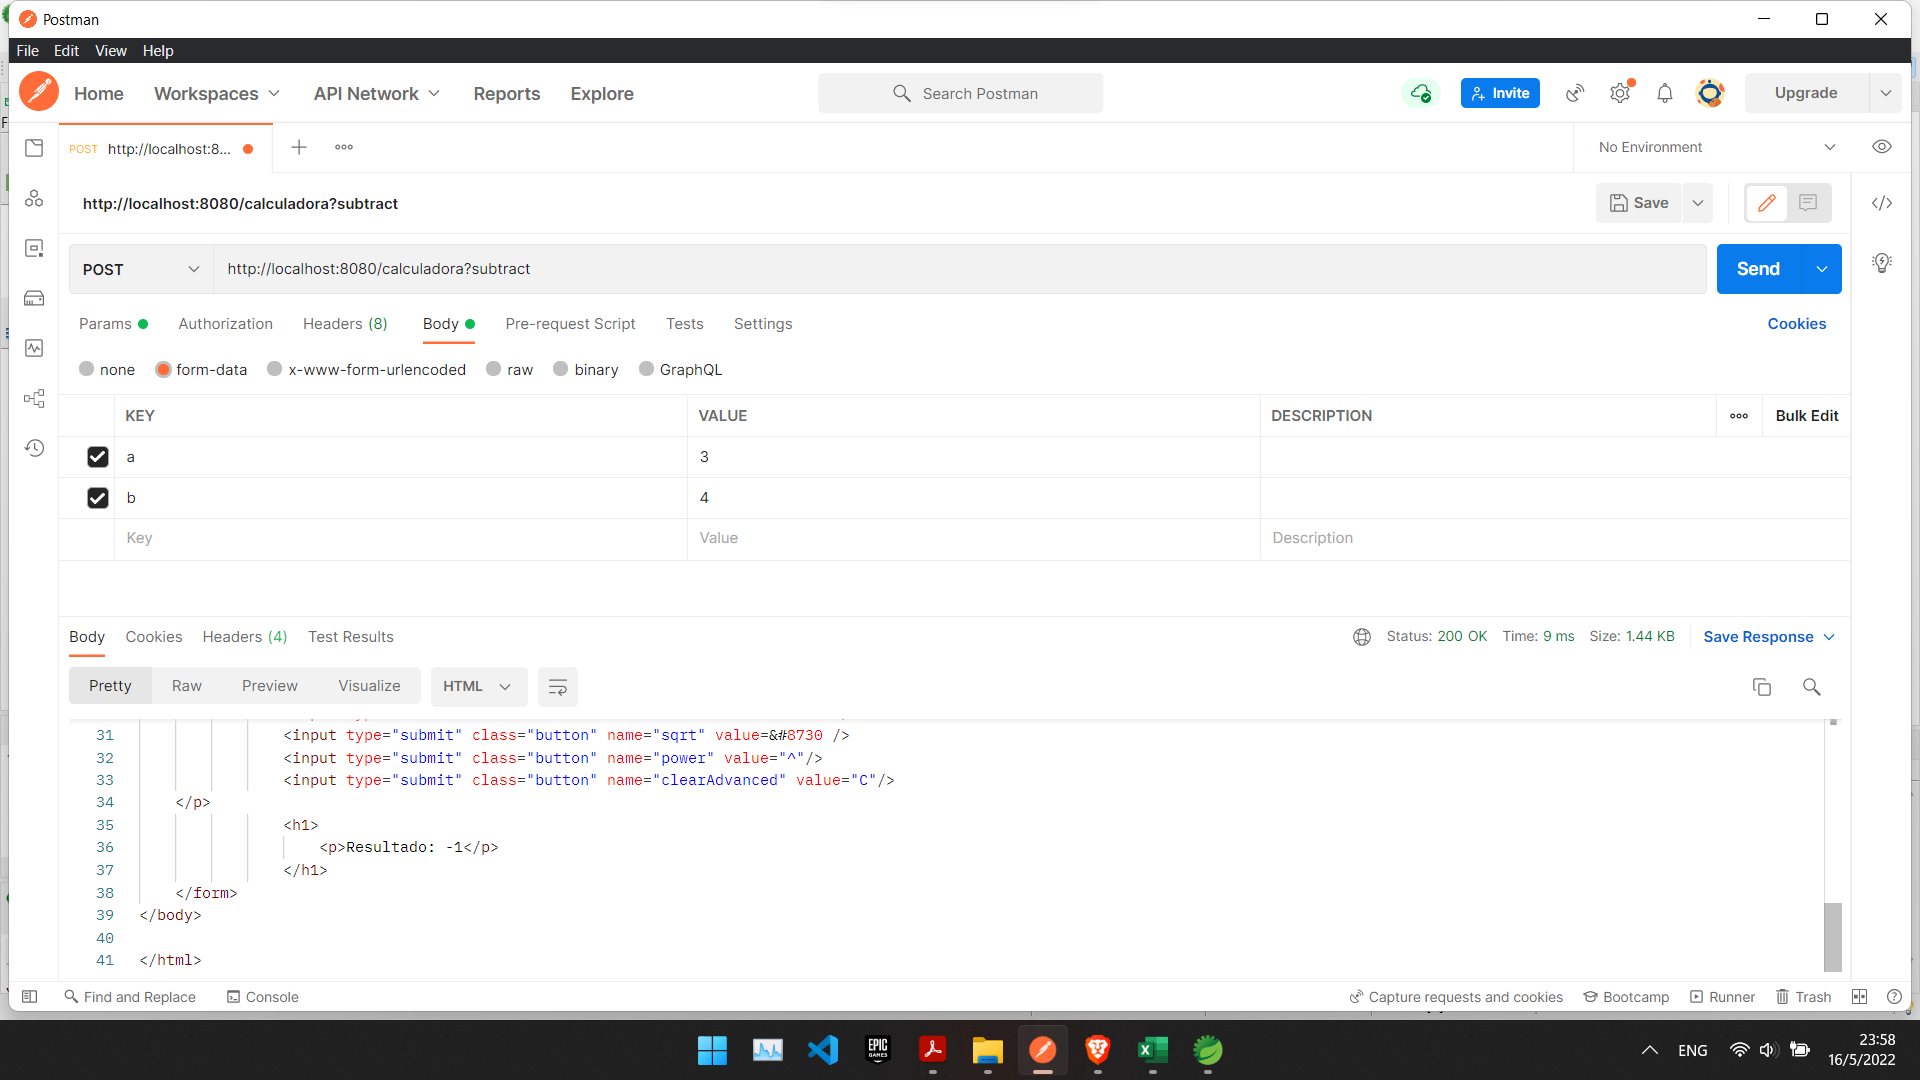 Postman
File Edit View Help
Home Workspaces API Network Reports Explore Search Postman Invite Upgrade
POST http://localhost:8... No Environment
http://localhost:8080/calculadora?subtract Save
POST http://localhost:8080/calculadora?subtract Send
Params Authorization Headers (8) Body Pre-request Script Tests Settings Cookies
none form-data x-www-form-urlencoded raw binary GraphQL
KEY VALUE DESCRIPTION Bulk Edit
a 3
b 4
Key Value Description
Body Cookies Headers (4) Test Results Status: 200 OK Time: 9 ms Size: 1.44 KB Save Response
Pretty Raw Preview Visualize HTML
31 <input type="submit" class="button" name="sqrt" value=&#8730 />
32 <input type="submit" class="button" name="power" value="^"/>
33 <input type="submit" class="button" name="clearAdvanced" value="C"/>
34 </p>
35 <h1>
36 <p>Resultado: -1</p>
37 </h1>
38 </form>
39 </body>
40
41 </html>
Find and Replace Console Capture requests and cookies Bootcamp Runner Trash
EPIC GAMES ENG 23:58
16/5/2022